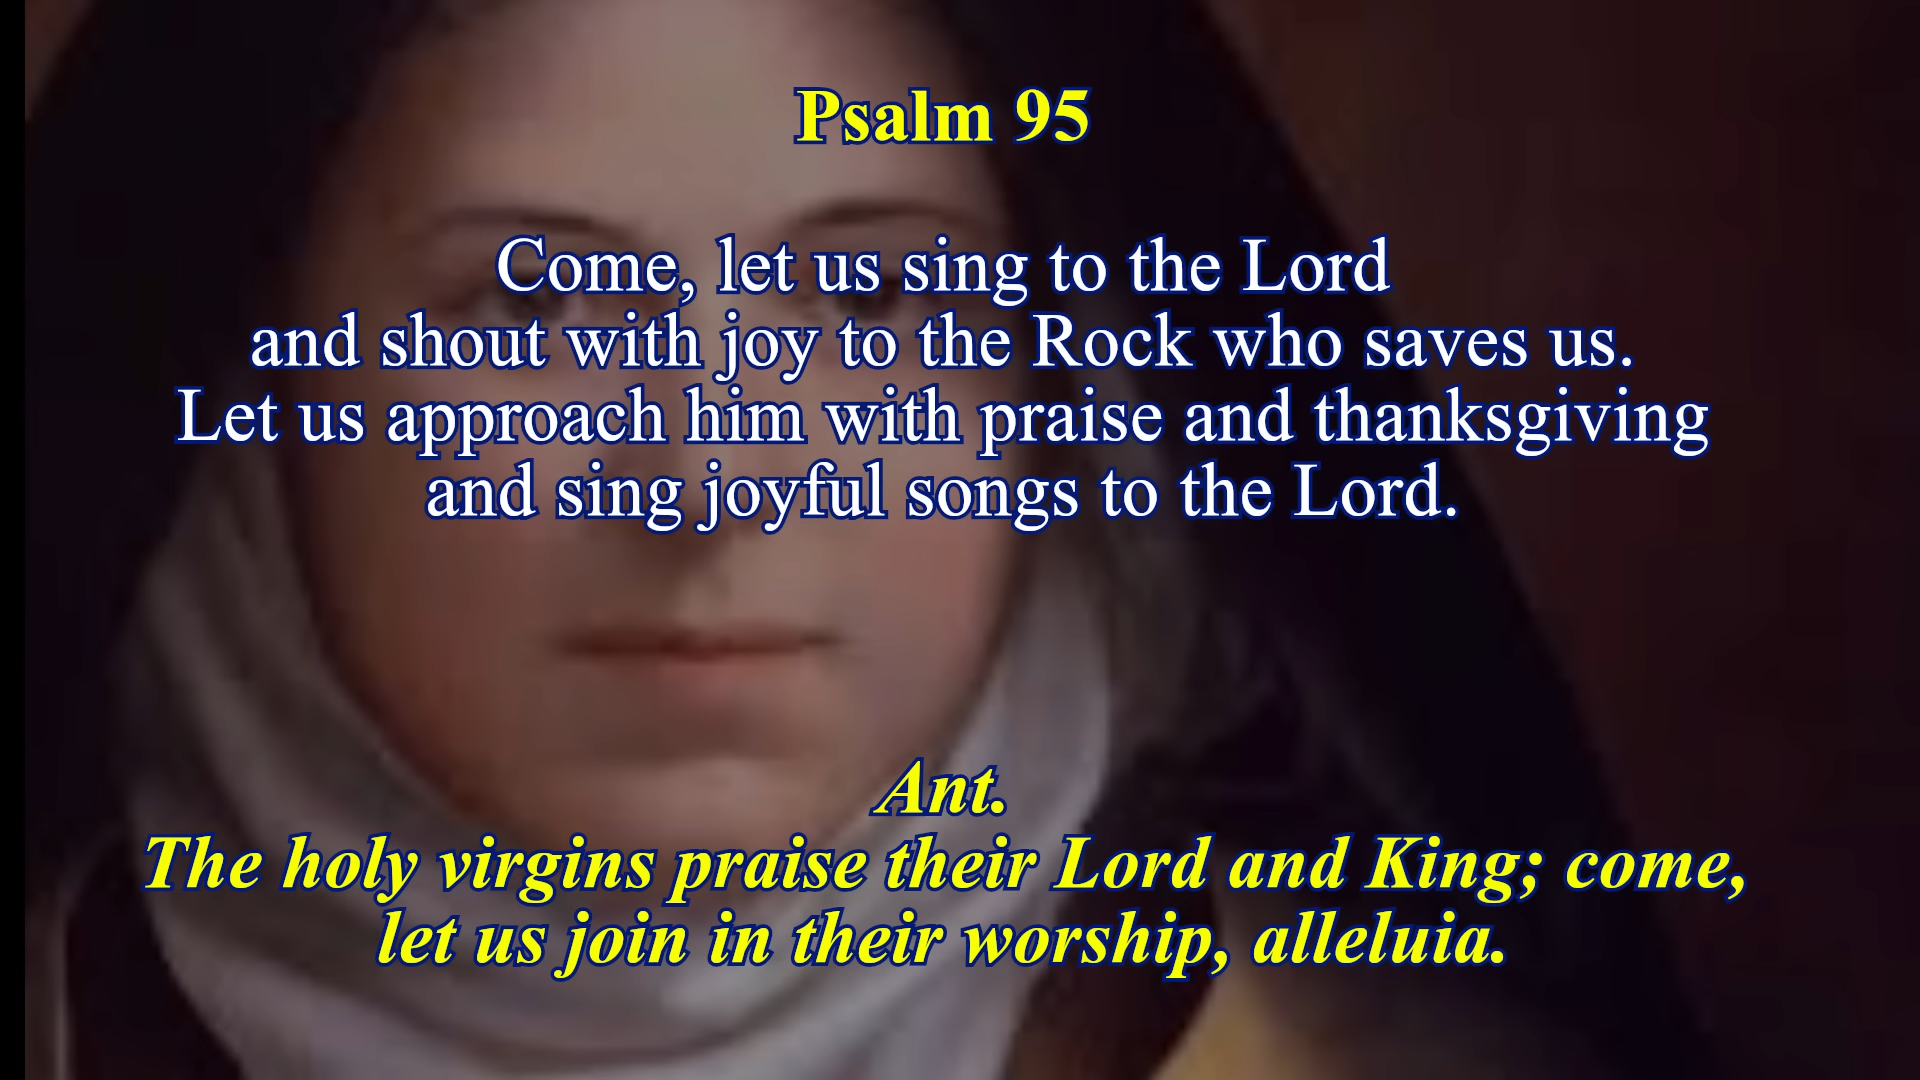 Psalm 95
Come, let us sing to the Lord
and shout with joy to the Rock who saves us.
Let us approach him with praise and thanksgiving
and sing joyful songs to the Lord.
Ant.
The holy virgins praise their Lord and King; come,
let us join in their worship, alleluia.